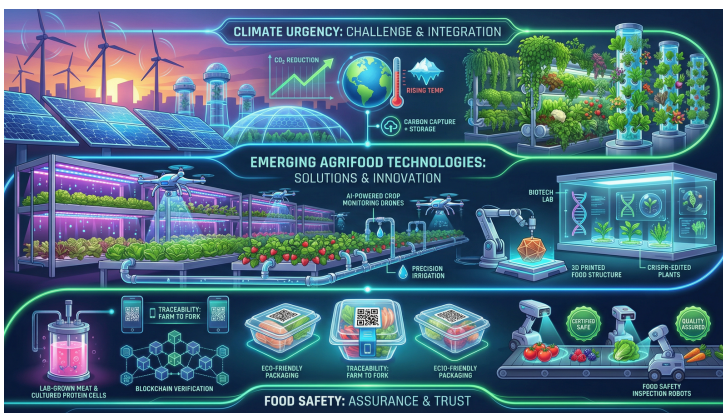 CLIMATE URGENCY: CHALLENGE & INTEGRATION
CO₂ REDUCTION
RISING TEMP
CARBON CAPTURE
+ STORAGE
EMERGING AGRIFOOD TECHNOLOGIES:
SOLUTIONS & INNOVATION
AI-POWERED CROP
MONITORING DRONES
PRECISION
IRRIGATION
BIOTECH
LAB
3D PRINTED
FOOD STRUCTURE
CRISPR-EDITED
PLANTS
TRACEABILITY:
FARM TO FORK
LAB-GROWN MEAT &
CULTURED PROTEIN CELLS
BLOCKCHAIN VERIFICATION
ECO-FRIENDLY
PACKAGING
TRACEABILITY:
FARM TO FORK
ECIO-FRIENDLY
PACKAGING
CERTIFIED
SAFE
QUALITY
ASSURED
FOOD SAFETY
INSPECTION ROBOTS
FOOD SAFETY: ASSURANCE & TRUST